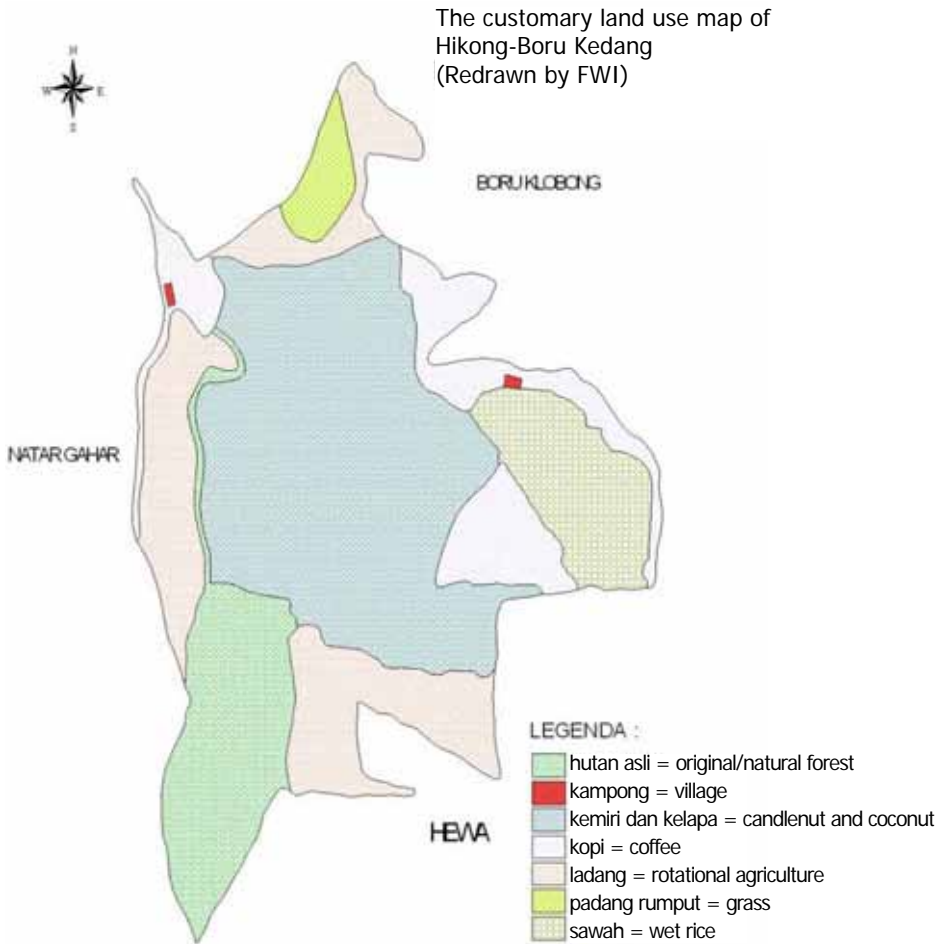 The customary land use map of
Hikong-Boru Kedang
(Redrawn by FWI)
N
W E
S
BORU KLOBONG
NATAR GAHAR
HEWA
LEGENDA :
hutan asli = original/natural forest
kampong = village
kemiri dan kelapa = candlenut and coconut
kopi = coffee
ladang = rotational agriculture
padang rumput = grass
sawah = wet rice